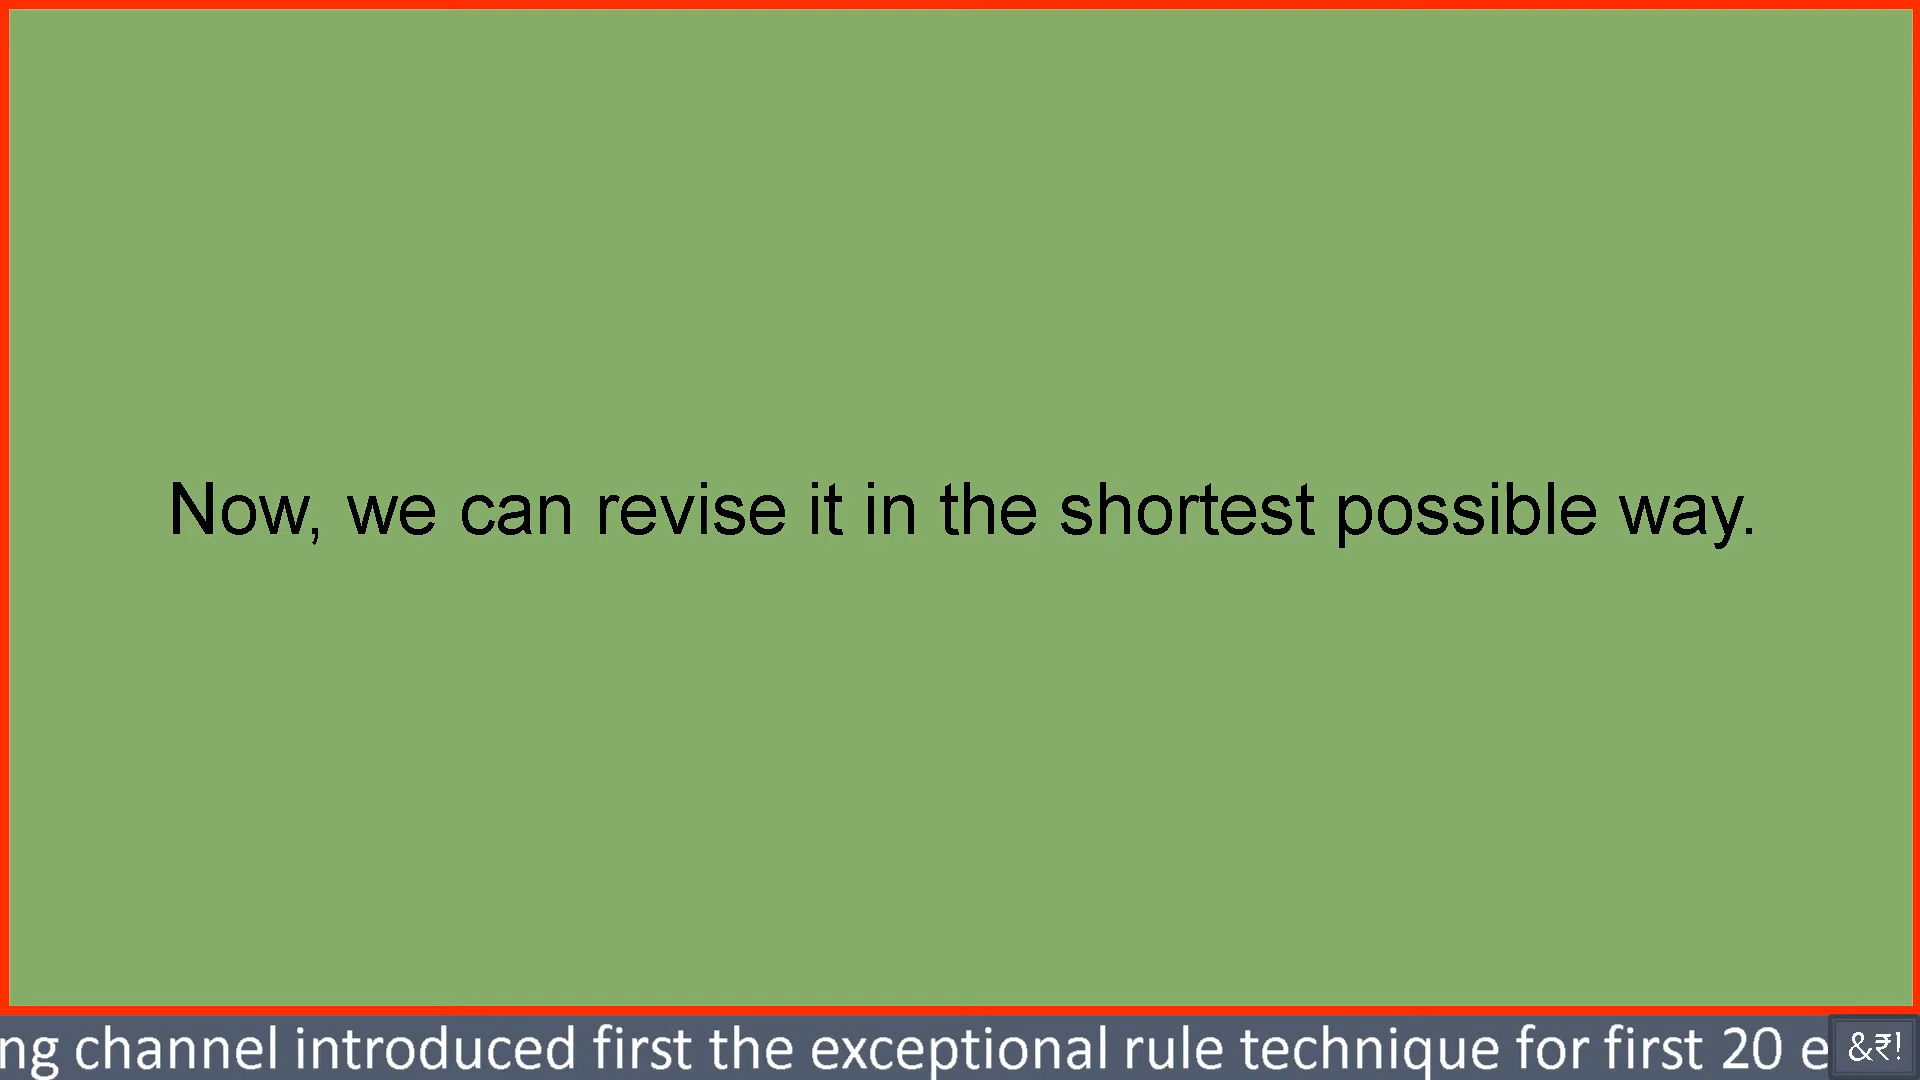 Now, we can revise it in the shortest possible way.
channel introduced first the exceptional rule technique for first 20
&₹!